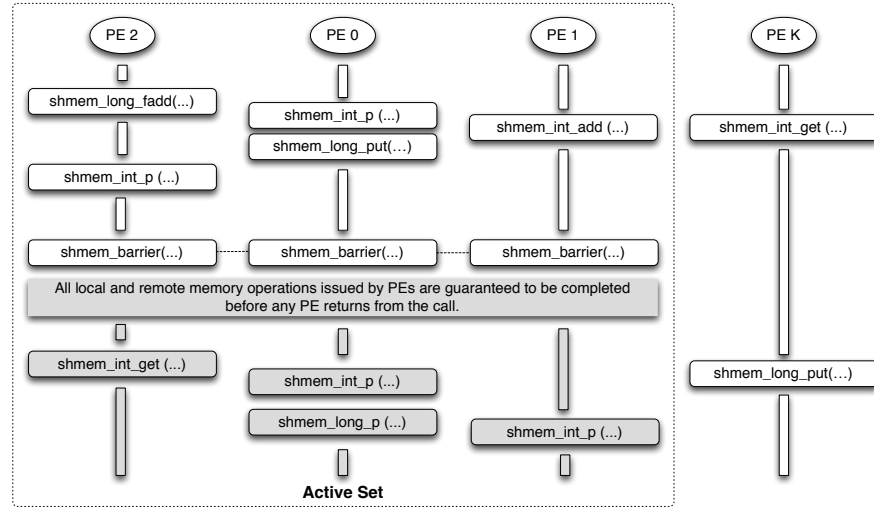 PE 2
PE 0
PE 1
PE K
shmem_long_fadd(...)
shmem_int_p (...)
shmem_int_add (...)
shmem_int_get (...)
shmem_long_put(...)
shmem_int_p (...)
shmem_barrier(...)
shmem_barrier(...)
shmem_barrier(...)
All local and remote memory operations issued by PEs are guaranteed to be completed
before any PE returns from the call.
shmem_int_get (...)
shmem_int_p (...)
shmem_long_put(...)
shmem_long_p (...)
shmem_int_p (...)
Active Set